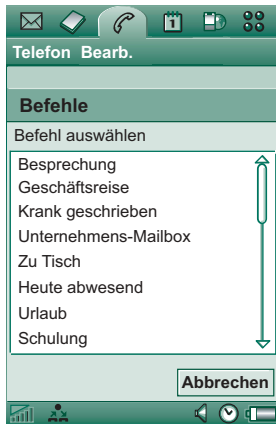 Telefon Bearb.
Befehle
Befehl auswählen
Besprechung
Geschäftsreise
Krank geschrieben
Unternehmens-Mailbox
Zu Tisch
Heute abwesend
Urlaub
Schulung
Abbrechen